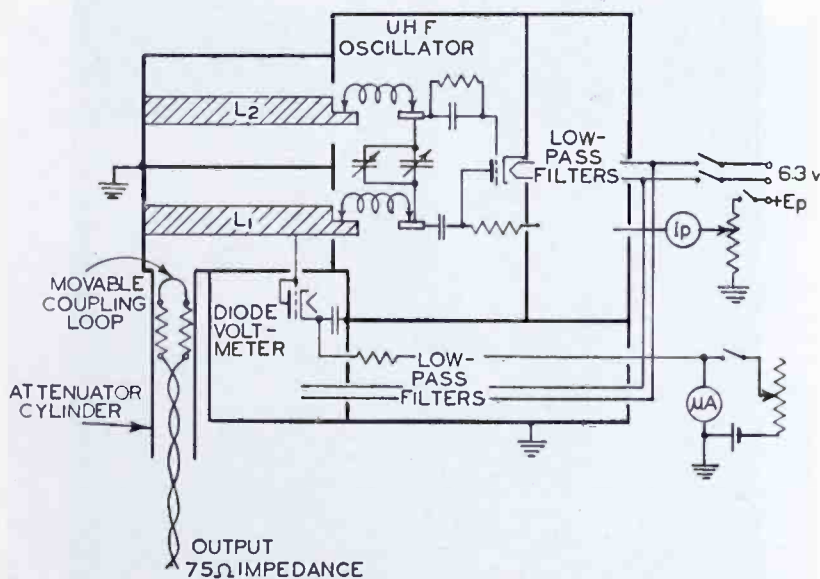 UHF
OSCILLATOR
L2
LOW-
PASS
FILTERS
6.3 v
+Ep
Ip
L1
MOVABLE
COUPLING
LOOP
DIODE
VOLT-
METER
LOW-
PASS
FILTERS
ATTENUATOR
CYLINDER
μA
OUTPUT
75Ω IMPEDANCE